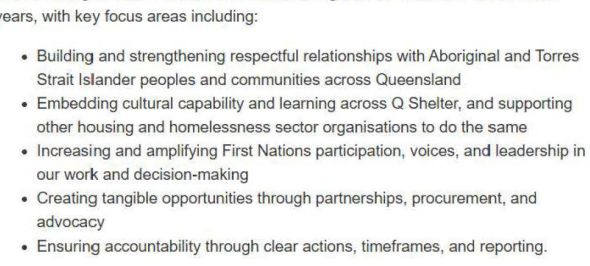 years, with key focus areas including:
• Building and strengthening respectful relationships with Aboriginal and Torres
Strait Islander peoples and communities across Queensland
• Embedding cultural capability and learning across Q Shelter, and supporting
other housing and homelessness sector organisations to do the same
• Increasing and amplifying First Nations participation, voices, and leadership in
our work and decision-making
• Creating tangible opportunities through partnerships, procurement, and
advocacy
• Ensuring accountability through clear actions, timeframes, and reporting.